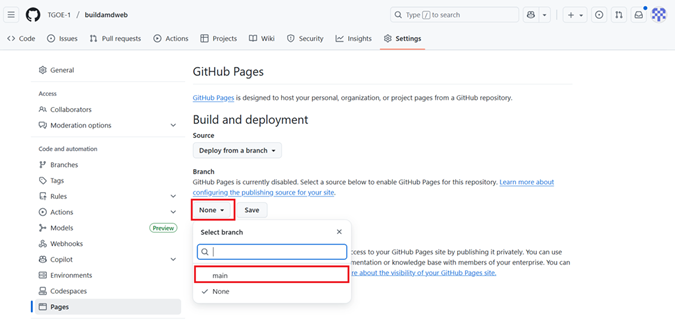 TGOE-1 / buildamdweb
Type / to search
Code Issues Pull requests Actions Projects Wiki Security Insights Settings
General
Access
Collaborators
Moderation options
Code and automation
Branches
Tags
Rules
Actions
Models Preview
Webhooks
Copilot
Environments
Codespaces
Pages
GitHub Pages
GitHub Pages is designed to host your personal, organization, or project pages from a GitHub repository.
Build and deployment
Source
Deploy from a branch
Branch
GitHub Pages is currently disabled. Select a source below to enable GitHub Pages for this repository. Learn more about
configuring the publishing source for your site.
None Save
Select branch
main
None
access to your GitHub Pages site by publishing it privately. You can use
mentation or knowledge base with members of your enterprise. You can
re about the visibility of your GitHub Pages site.